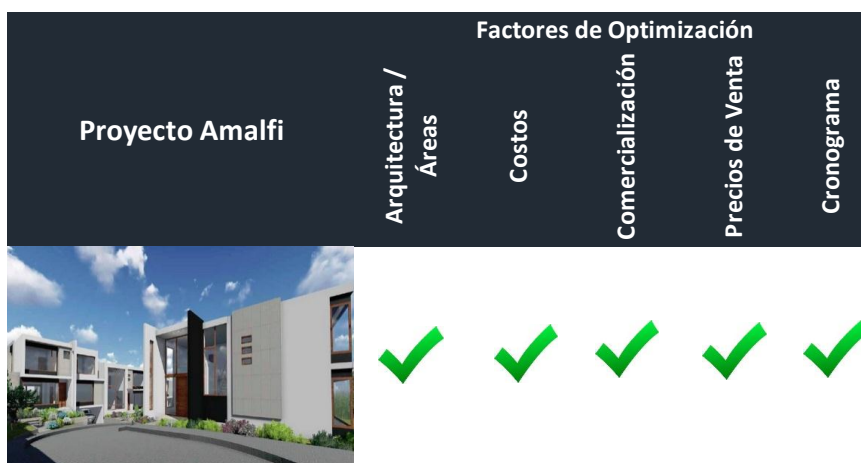 Factores de Optimización
Proyecto Amalfi
Arquitectura /
Áreas
Costos
Comercialización
Precios de Venta
Cronograma